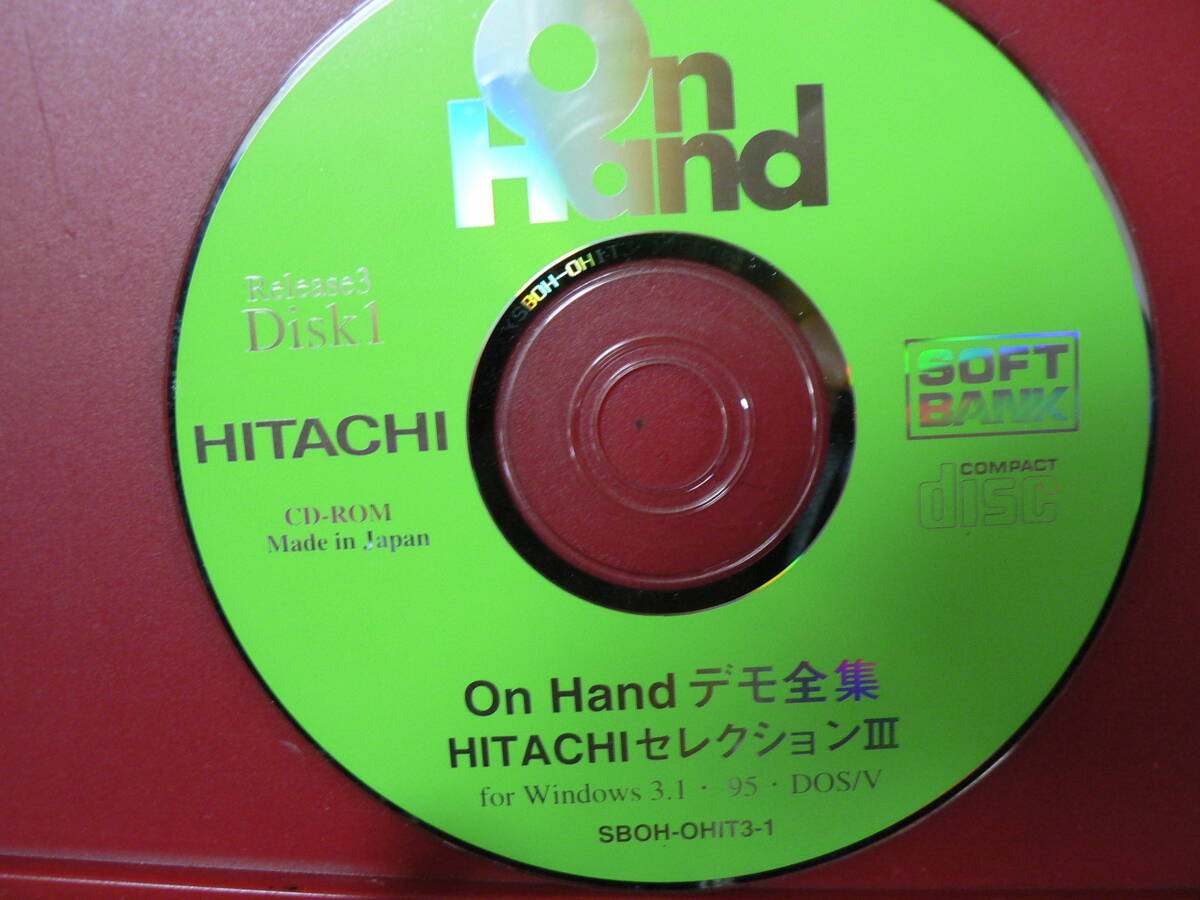 On
Hand
Release3
Disk1
HITACHI
CD-ROM
Made in Japan
SOFT
BANK
COMPACT
disc
On Hand デモ全集
HITACHIセレクションⅢ
for Windows 3.1・95・DOS/V
SBOH-OHIT3-1